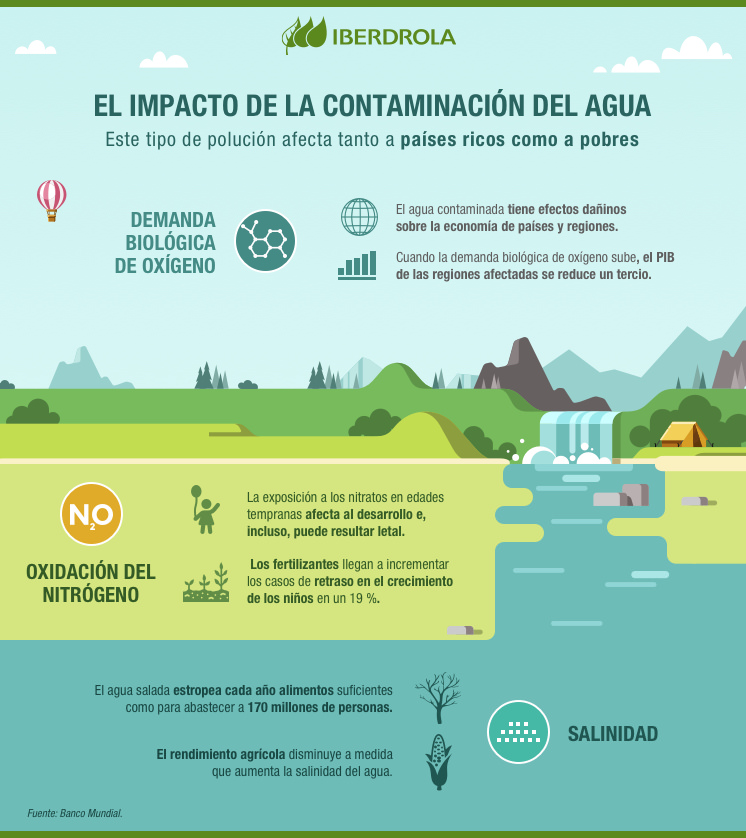 IBERDROLA
EL IMPACTO DE LA CONTAMINACIÓN DEL AGUA
Este tipo de polución afecta tanto a países ricos como a pobres
DEMANDA
BIOLÓGICA
DE OXÍGENO
El agua contaminada tiene efectos dañinos
sobre la economía de países y regiones.
Cuando la demanda biológica de oxígeno sube, el PIB
de las regiones afectadas se reduce un tercio.
N2O
OXIDACIÓN DEL
NITRÓGENO
La exposición a los nitratos en edades
tempranas afecta al desarrollo e,
incluso, puede resultar letal.
Los fertilizantes llegan a incrementar
los casos de retraso en el crecimiento
de los niños en un 19 %.
El agua salada estropea cada año alimentos suficientes
como para abastecer a 170 millones de personas.
El rendimiento agrícola disminuye a medida
que aumenta la salinidad del agua.
SALINIDAD
Fuente: Banco Mundial.